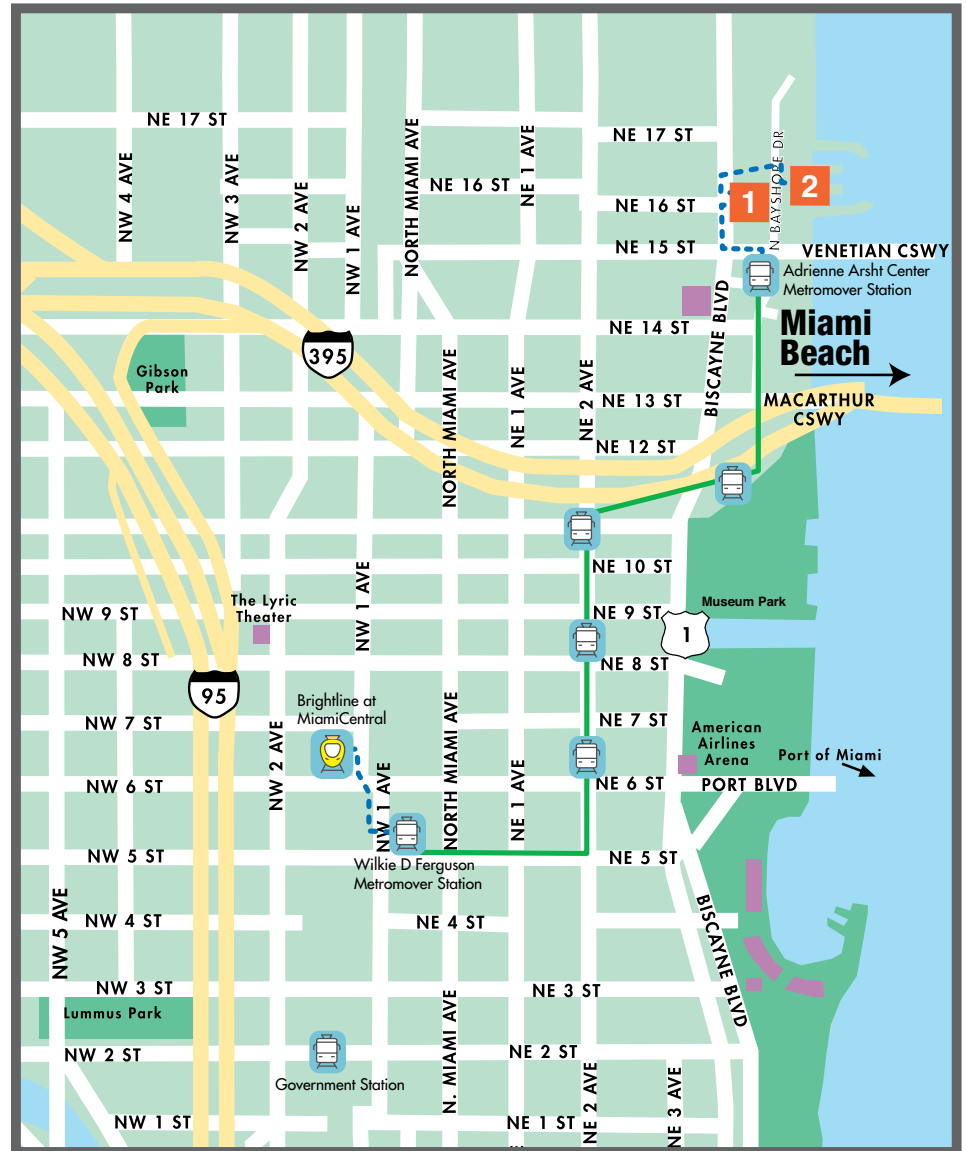 NE 17 ST
NE 17 ST
NW 4 AVE
NW 3 AVE
NW 2 AVE
NW 1 AVE
NORTH MIAMI AVE
NE 1 AVE
N BAYSHORE DR
NE 16 ST
NE 16 ST
1
2
NE 15 ST
VENETIAN CSWY
Adrienne Arsht Center
Metromover Station
BISCAYNE BLVD
NE 14 ST
Miami
Beach
395
Gibson
Park
NORTH MIAMI AVE
NE 1 AVE
NE 2 AVE
NE 13 ST
MACARTHUR
CSWY
NE 12 ST
NE 10 ST
NW 1 AVE
The Lyric
Theater
Museum Park
NW 9 ST
NE 9 ST
1
NW 8 ST
NE 8 ST
95
Brightline at
MiamiCentral
NW 7 ST
NE 7 ST
NW 2 AVE
NORTH MIAMI AVE
American
Airlines
Arena
Port of Miami
NW 1 AVE
NE 1 AVE
NW 6 ST
NE 6 ST
PORT BLVD
NW 5 ST
NE 5 ST
Wilkie D Ferguson
Metromover Station
NW 5 AVE
NW 4 ST
NE 4 ST
BISCAYNE BLVD
NW 3 ST
NE 3 ST
Lummus Park
N. MIAMI AVE
NW 2 ST
NE 2 ST
Government Station
NE 2 AVE
NE 3 AVE
NW 1 ST
NE 1 ST